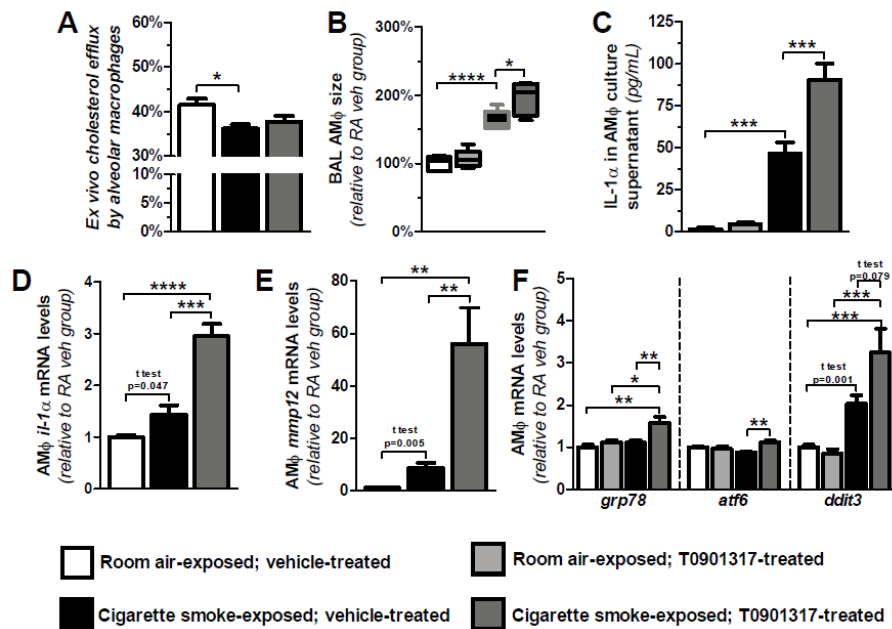 A
60%
50%
40%
30%
10%
5%
0%
*
Ex vivo cholesterol efflux
by alveolar macrophages
B
300%
200%
100%
0%
****
*
BAL AMϕ size
(relative to RA veh group)
C
125
100
75
50
25
0
***
***
IL-1α in AMϕ culture
supernatant (pg/mL)
D
4
3
2
1
0
****
***
t test
p=0.047
AMϕ il-1α mRNA levels
(relative to RA veh group)
E
80
60
40
20
0
**
**
t test
p=0.005
AMϕ mmp12 mRNA levels
(relative to RA veh group)
F
5
4
3
2
1
0
**
*
**
**
t test
p=0.079
***
***
t test
p=0.001
AMϕ mRNA levels
(relative to RA veh group)
grp78
atf6
ddit3
Room air-exposed; vehicle-treated
Room air-exposed; T0901317-treated
Cigarette smoke-exposed; vehicle-treated
Cigarette smoke-exposed; T0901317-treated